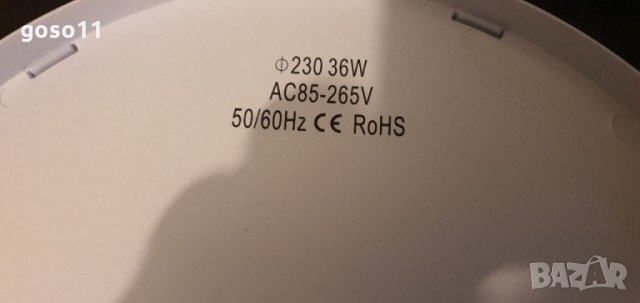 goso11
Φ230 36W
AC85-265V
50/60Hz CE RoHS
BAZAR